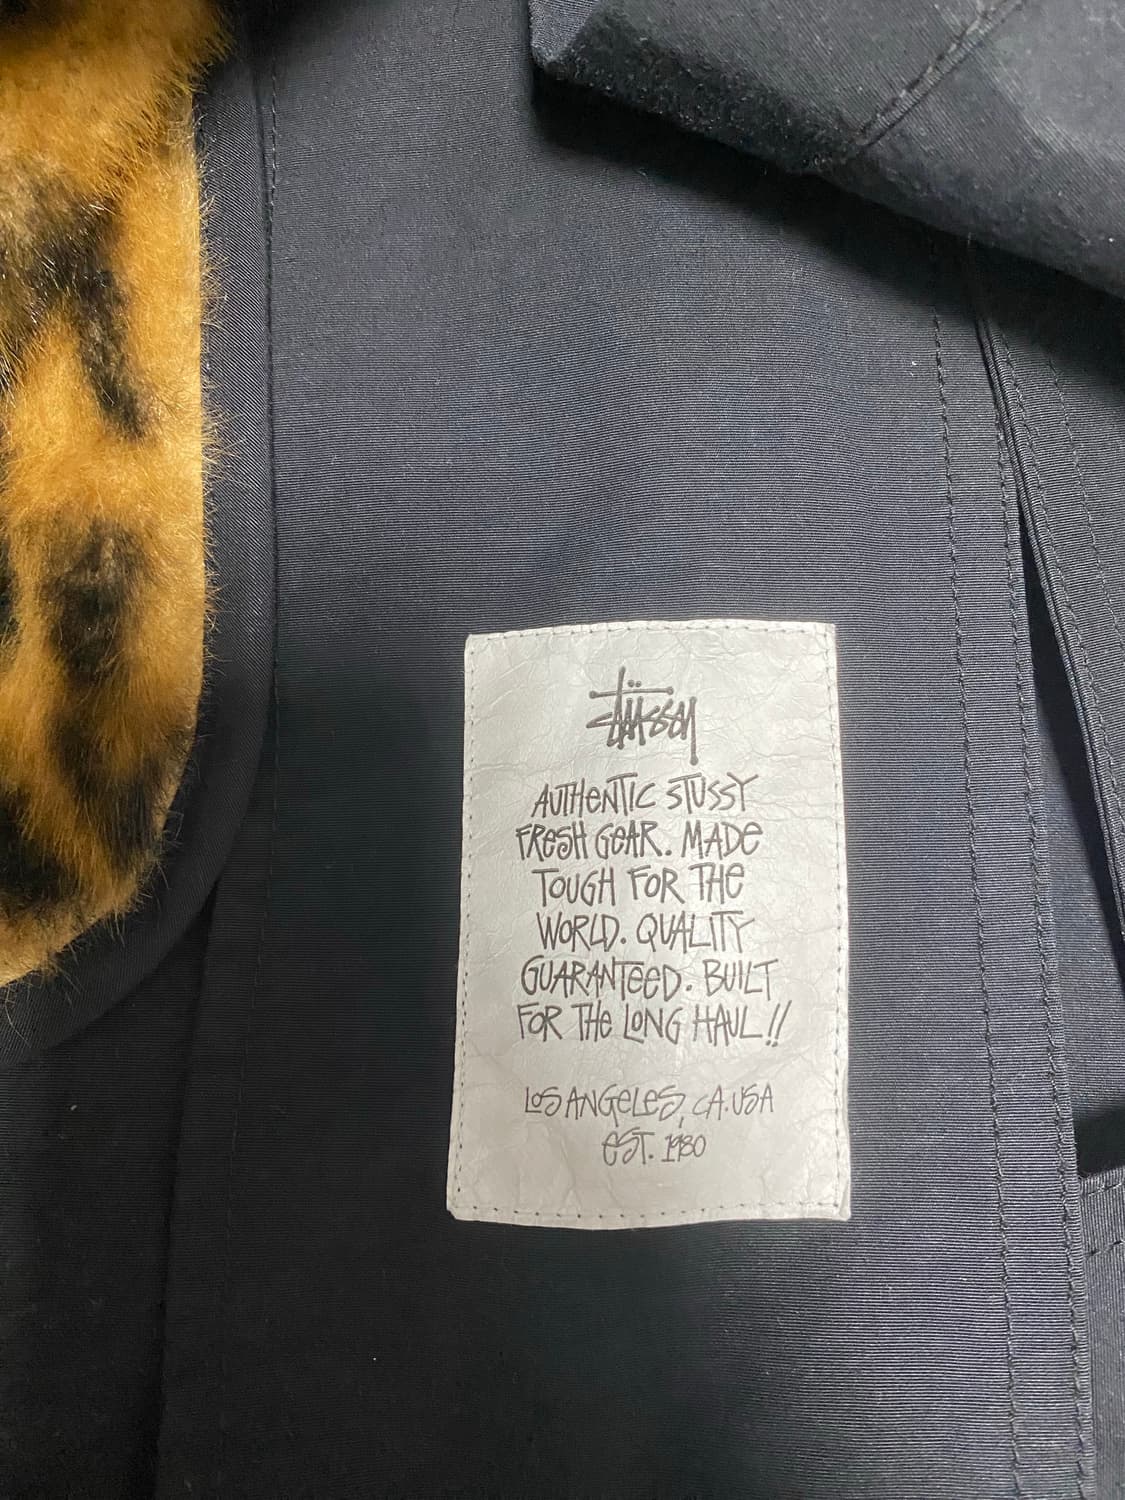 Stüssy
AUTHENTIC STUSSY
FRESH GEAR. MADE
TOUGH FOR THE
WORLD. QUALITY
GUARANTEED. BUILT
FOR THE LONG HAUL!!
LOS ANGELES, CA.USA
EST. 1980